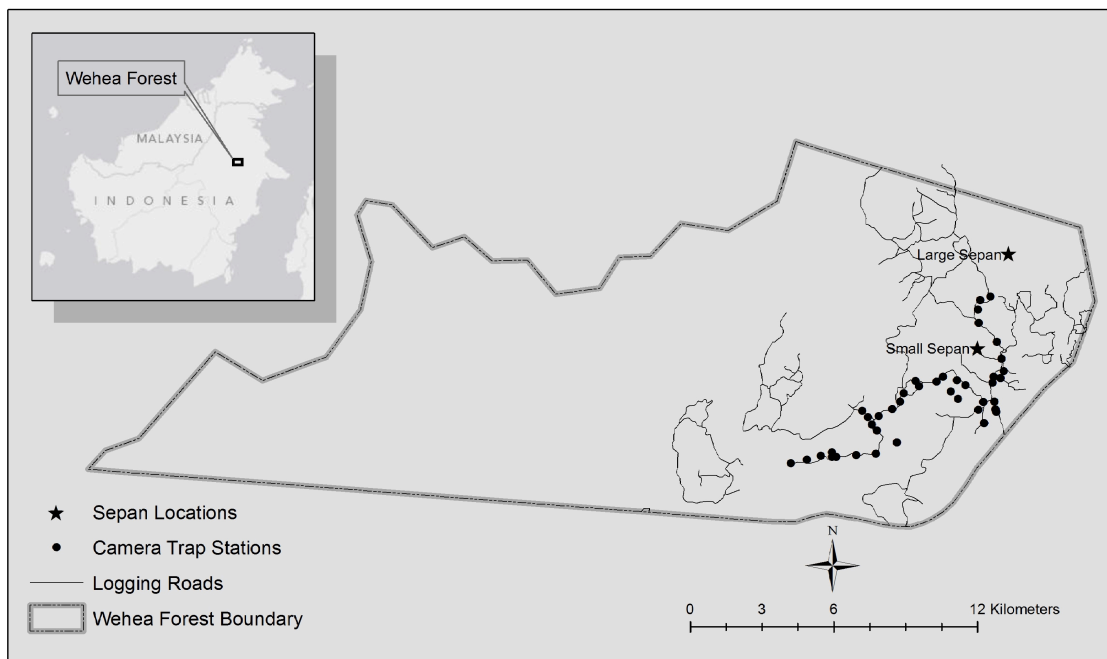 Wehea Forest
MALAYSIA
INDONESIA
Large Sepan
Small Sepan
Sepan Locations
Camera Trap Stations
Logging Roads
Wehea Forest Boundary
N
0 3 6 12 Kilometers